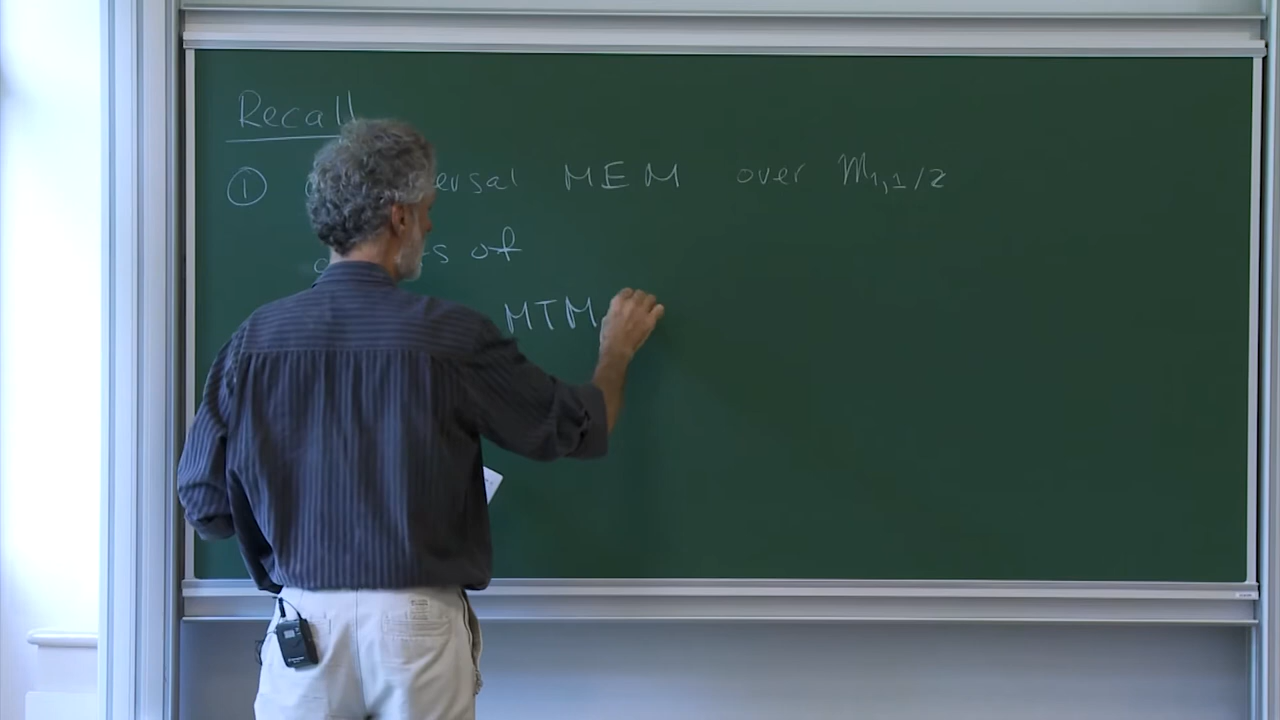 Recall
① ersal MEM over M₁,₁/₂
s of
MTM